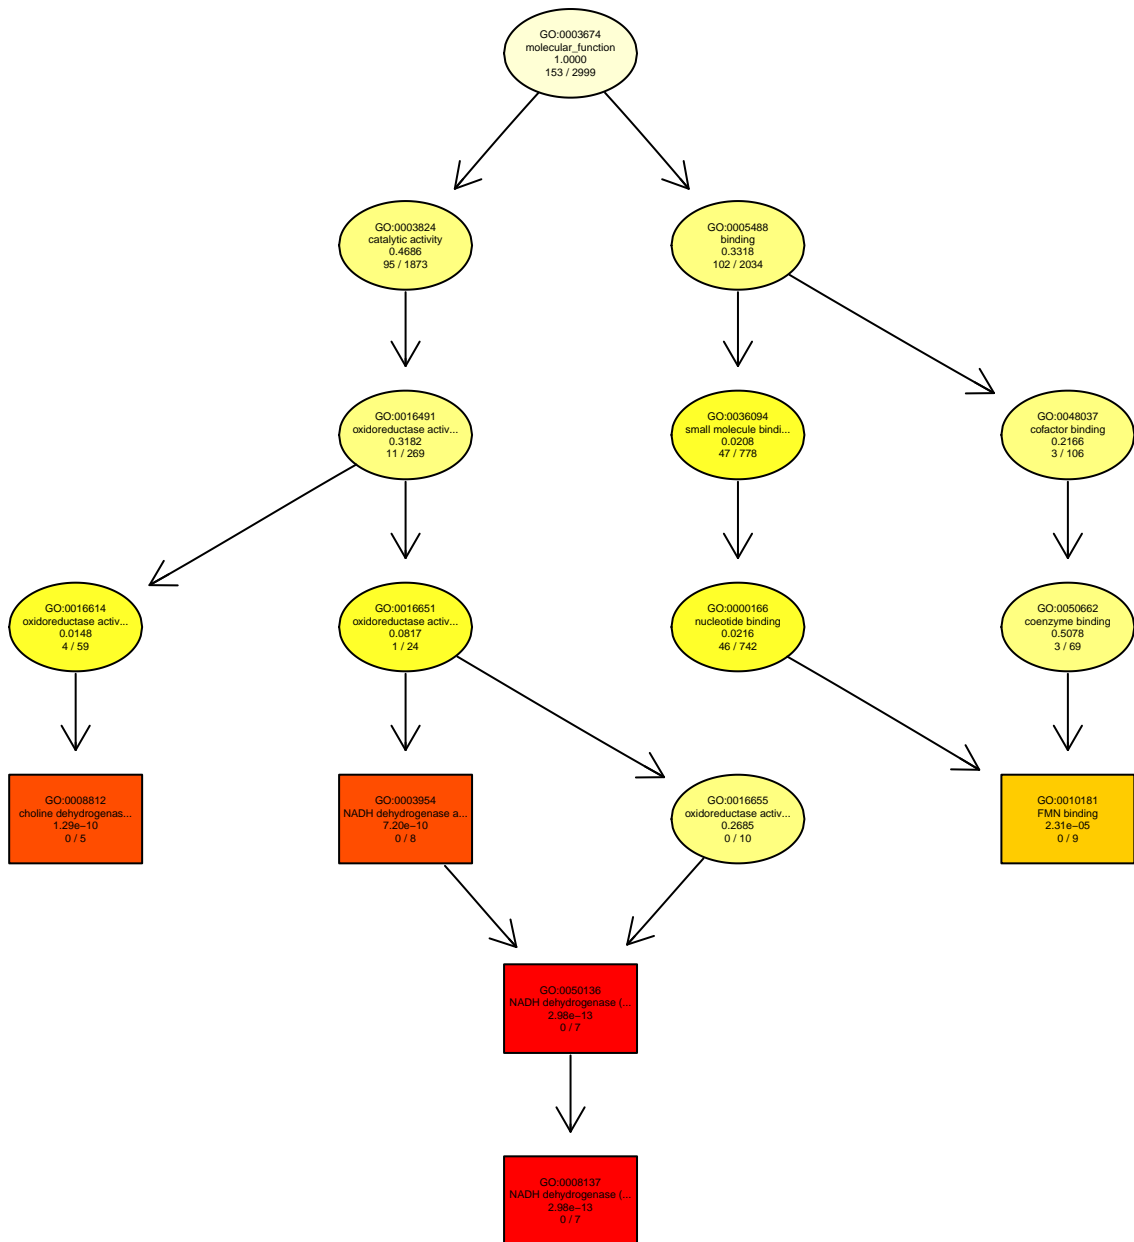 GO:0003674
molecular_function
1.0000
153 / 2999
GO:0003824
catalytic activity
0.4686
95 / 1873
GO:0005488
binding
0.3318
102 / 2034
GO:0016491
oxidoreductase activ...
0.3182
11 / 269
GO:0036094
small molecule bindi...
0.0208
47 / 778
GO:0048037
cofactor binding
0.2166
3 / 106
GO:0016614
oxidoreductase activ...
0.0148
4 / 59
GO:0016651
oxidoreductase activ...
0.0817
1 / 24
GO:0000166
nucleotide binding
0.0216
46 / 742
GO:0050662
coenzyme binding
0.5078
3 / 69
GO:0008812
choline dehydrogenas...
1.29e−10
0 / 5
GO:0003954
NADH dehydrogenase a...
7.20e−10
0 / 8
GO:0016655
oxidoreductase activ...
0.2685
0 / 10
GO:0010181
FMN binding
2.31e−05
0 / 9
GO:0050136
NADH dehydrogenase (...
2.98e−13
0 / 7
GO:0008137
NADH dehydrogenase (...
2.98e−13
0 / 7